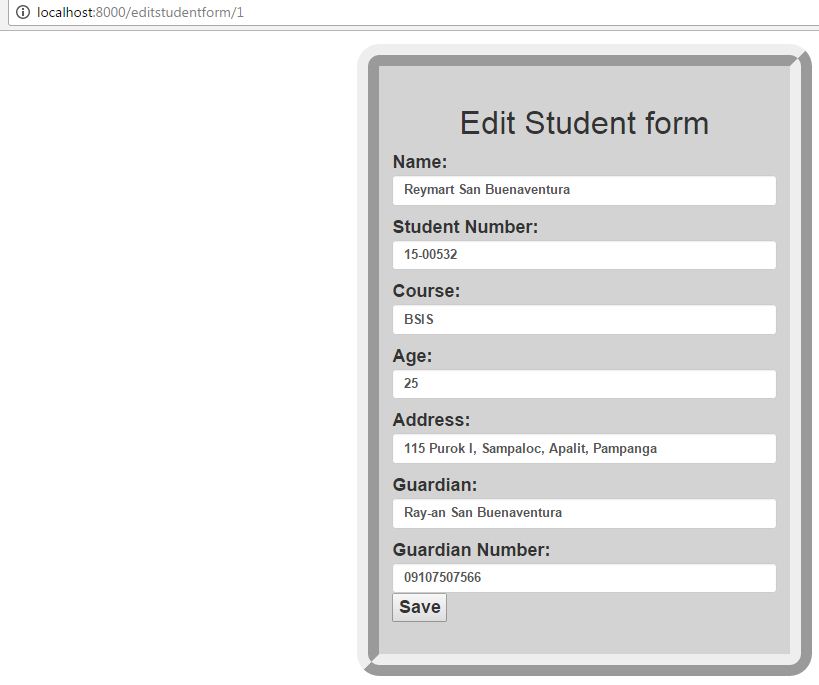 localhost:8000/editstudentform/1
Edit Student form
Name:
Reymart San Buenaventura
Student Number:
15-00532
Course:
BSIS
Age:
25
Address:
115 Purok I, Sampaloc, Apalit, Pampanga
Guardian:
Ray-an San Buenaventura
Guardian Number:
09107507566
Save